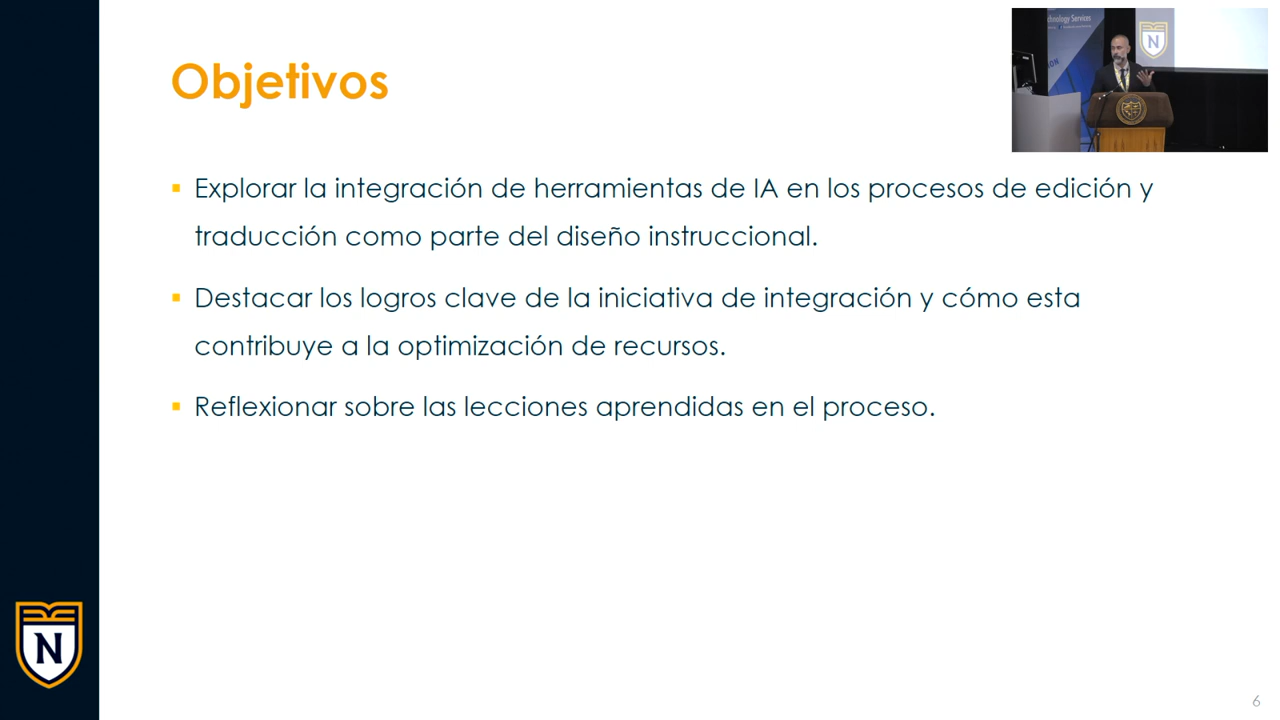 Objetivos
chnology Services
N
▪ Explorar la integración de herramientas de IA en los procesos de edición y
traducción como parte del diseño instruccional.
▪ Destacar los logros clave de la iniciativa de integración y cómo esta
contribuye a la optimización de recursos.
▪ Reflexionar sobre las lecciones aprendidas en el proceso.
N
6